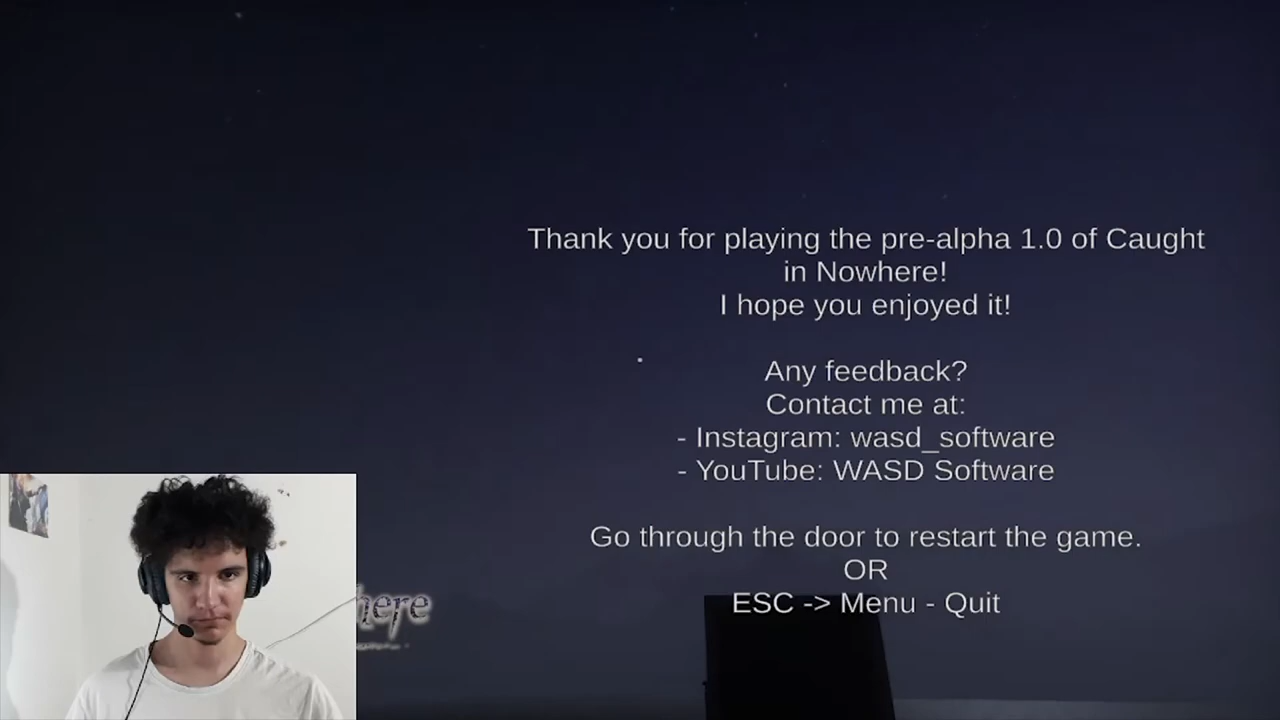 Thank you for playing the pre-alpha 1.0 of Caught
in Nowhere!
I hope you enjoyed it!
Any feedback?
Contact me at:
- Instagram: wasd_software
- YouTube: WASD Software
Go through the door to restart the game.
OR
ESC -> Menu - Quit
here